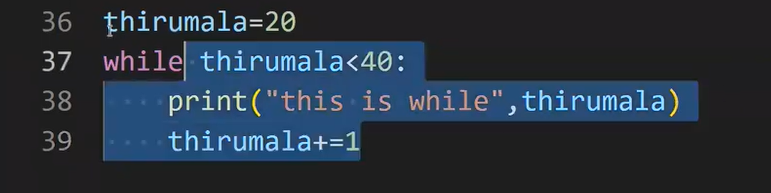 36 thirumala=20
37 while thirumala<40:
38     print("this is while",thirumala)
39     thirumala+=1